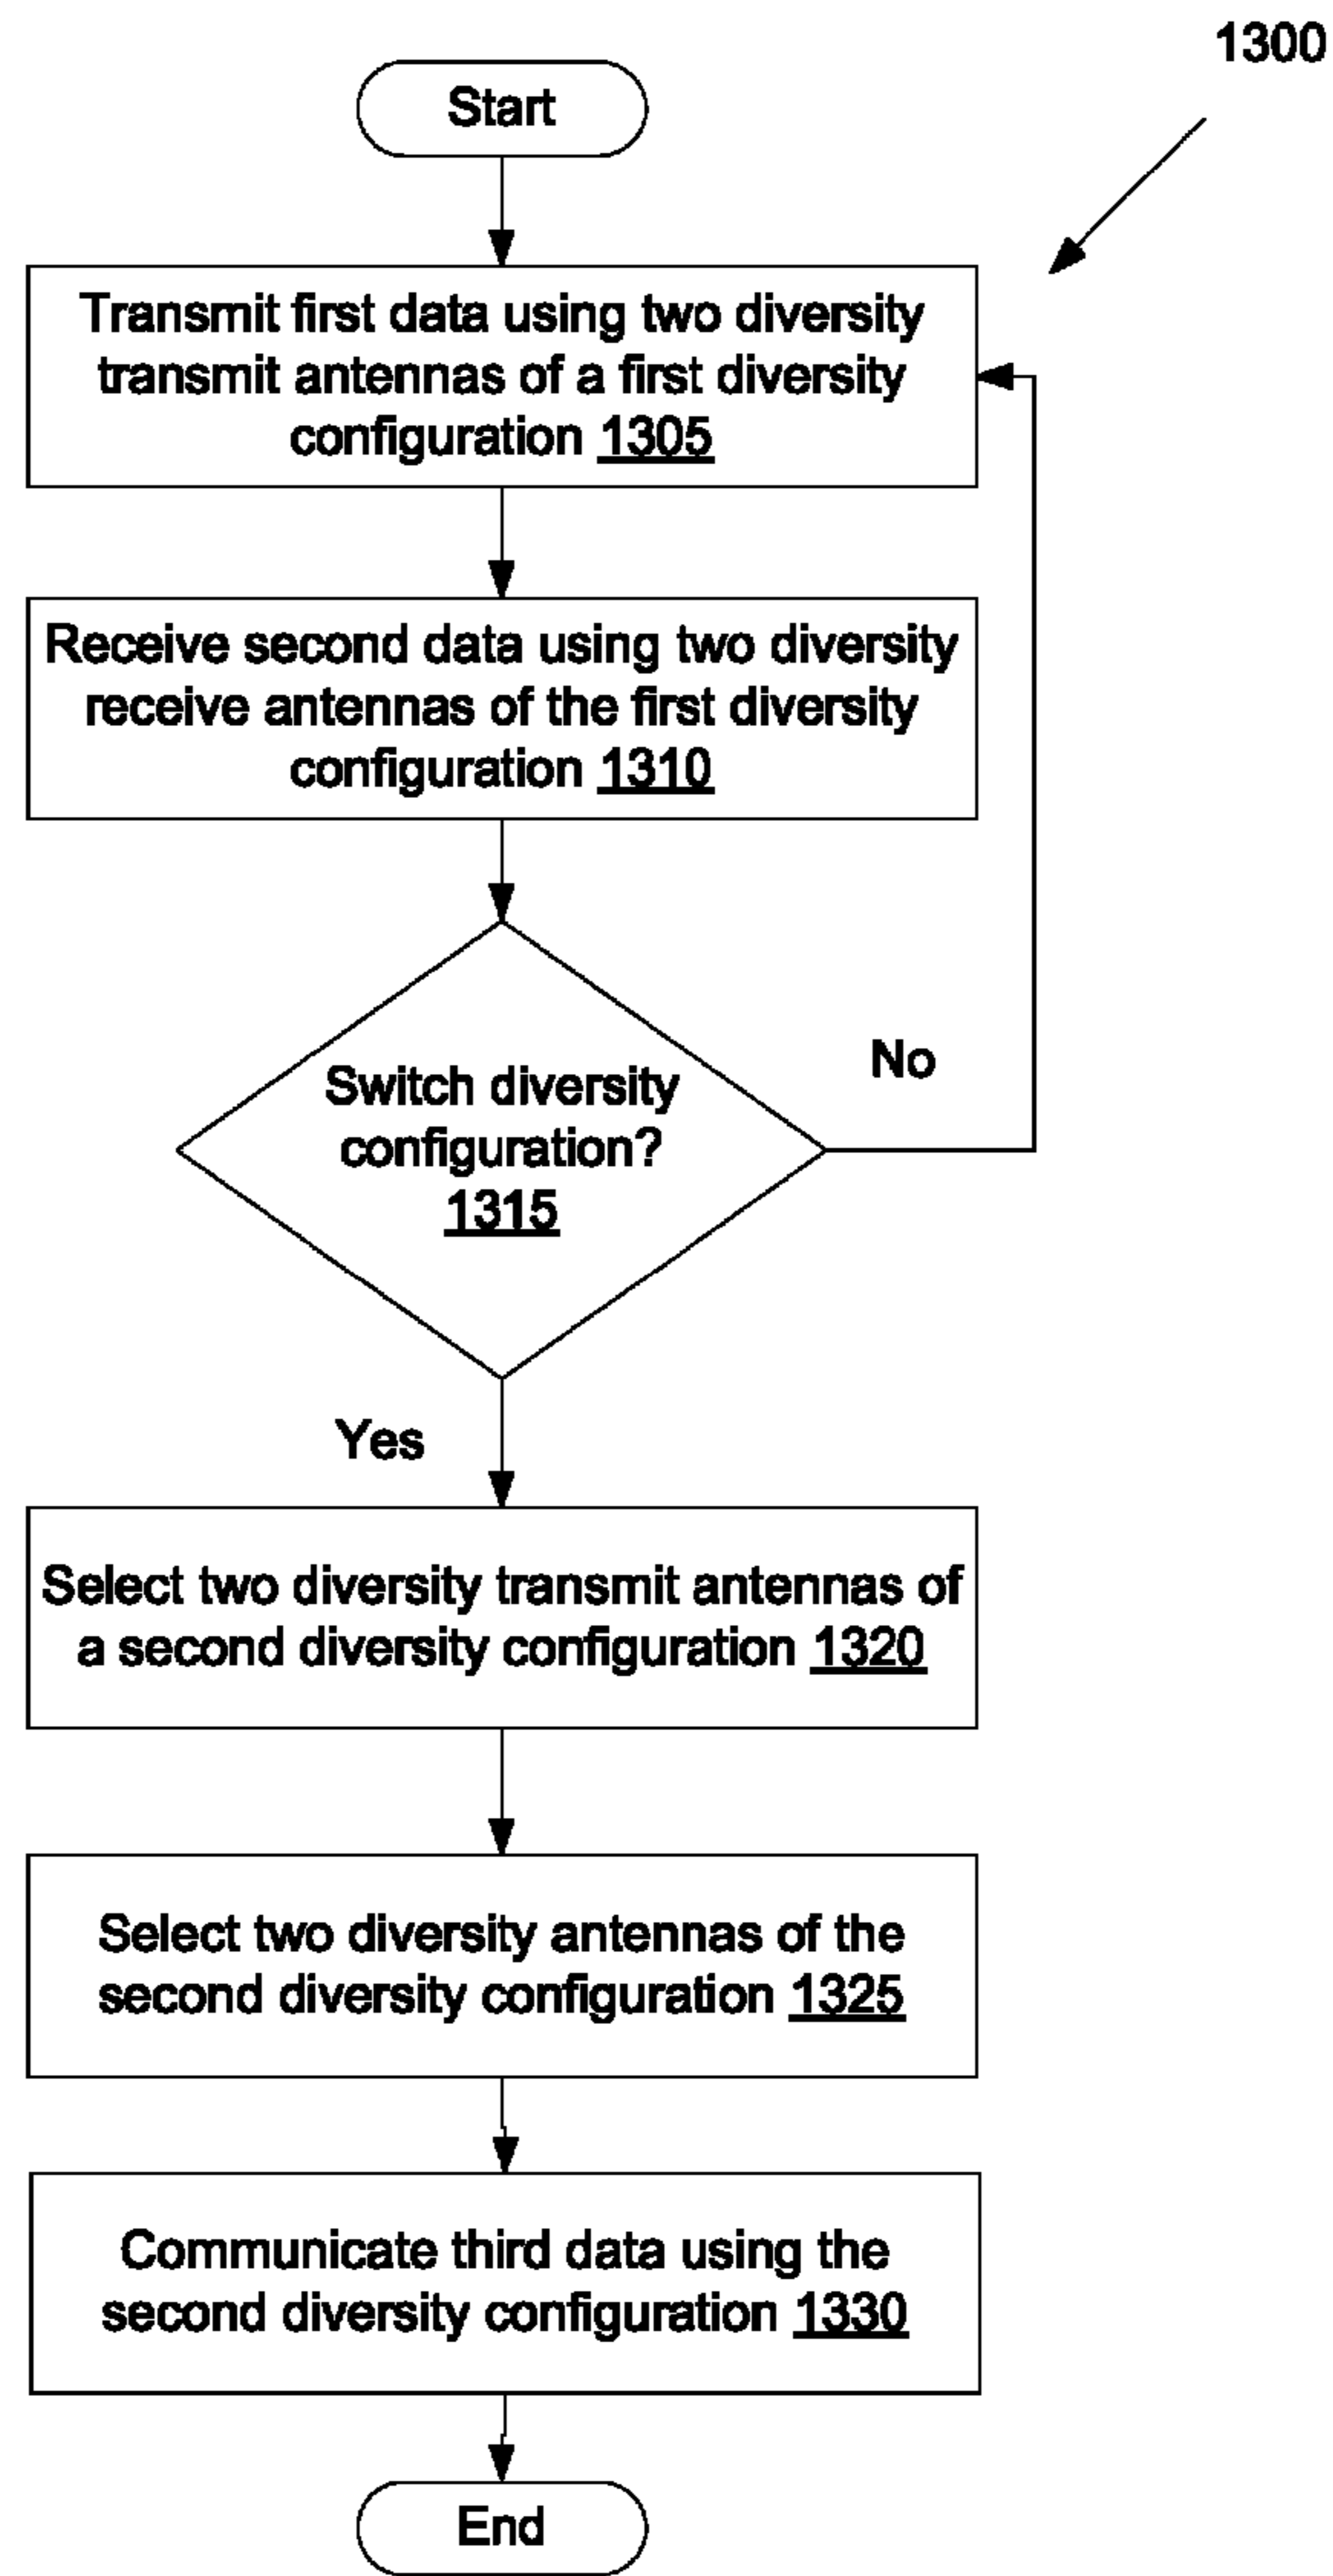 1300
Start
Transmit first data using two diversity
transmit antennas of a first diversity
configuration 1305
Receive second data using two diversity
receive antennas of the first diversity
configuration 1310
Switch diversity
configuration?
1315
No
Yes
Select two diversity transmit antennas of
a second diversity configuration 1320
Select two diversity antennas of the
second diversity configuration 1325
Communicate third data using the
second diversity configuration 1330
End